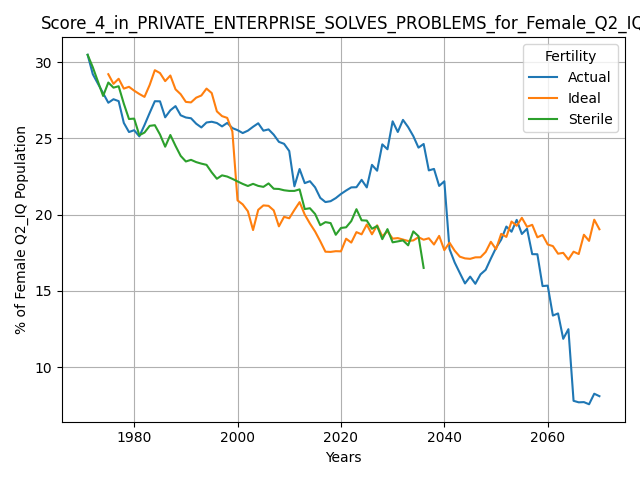 Score_4_in_PRIVATE_ENTERPRISE_SOLVES_PROBLEMS_for_Female_Q2_IQ
% of Female Q2_IQ Population
30
25
20
15
10
Fertility
Actual
Ideal
Sterile
1980 2000 2020 2040 2060
Years